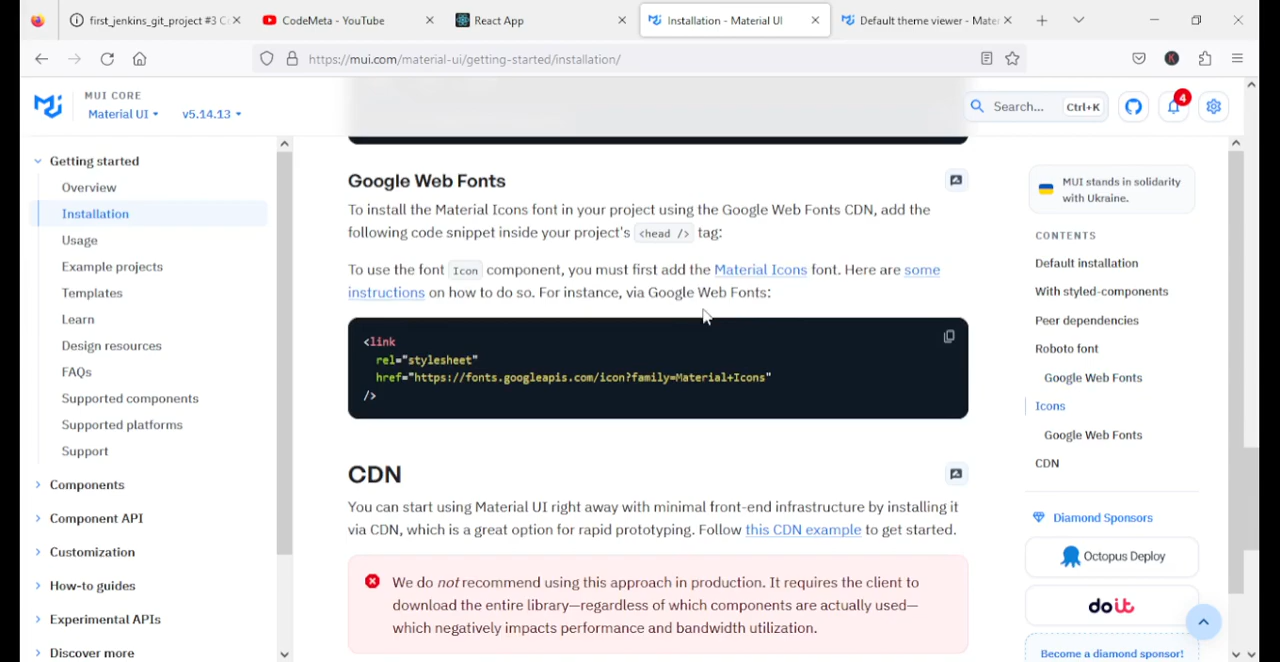 first_jenkins_git_project #3 C
CodeMeta - YouTube
React App
Installation - Material UI
Default theme viewer - Mater
https://mui.com/material-ui/getting-started/installation/
K
MUI CORE
Material UI
v5.14.13
Search...
Ctrl+K
4
Getting started
Overview
Installation
Usage
Example projects
Templates
Learn
Design resources
FAQs
Supported components
Supported platforms
Support
Components
Component API
Customization
How-to guides
Experimental APIs
Discover more
Google Web Fonts
To install the Material Icons font in your project using the Google Web Fonts CDN, add the
following code snippet inside your project's <head /> tag:
To use the font Icon component, you must first add the Material Icons font. Here are some
instructions on how to do so. For instance, via Google Web Fonts:
<link
rel="stylesheet"
href="https://fonts.googleapis.com/icon?family=Material+Icons"
/>
CDN
You can start using Material UI right away with minimal front-end infrastructure by installing it
via CDN, which is a great option for rapid prototyping. Follow this CDN example to get started.
We do not recommend using this approach in production. It requires the client to
download the entire library—regardless of which components are actually used—
which negatively impacts performance and bandwidth utilization.
MUI stands in solidarity
with Ukraine.
CONTENTS
Default installation
With styled-components
Peer dependencies
Roboto font
Google Web Fonts
Icons
Google Web Fonts
CDN
Diamond Sponsors
Octopus Deploy
doit
Become a diamond sponsor!